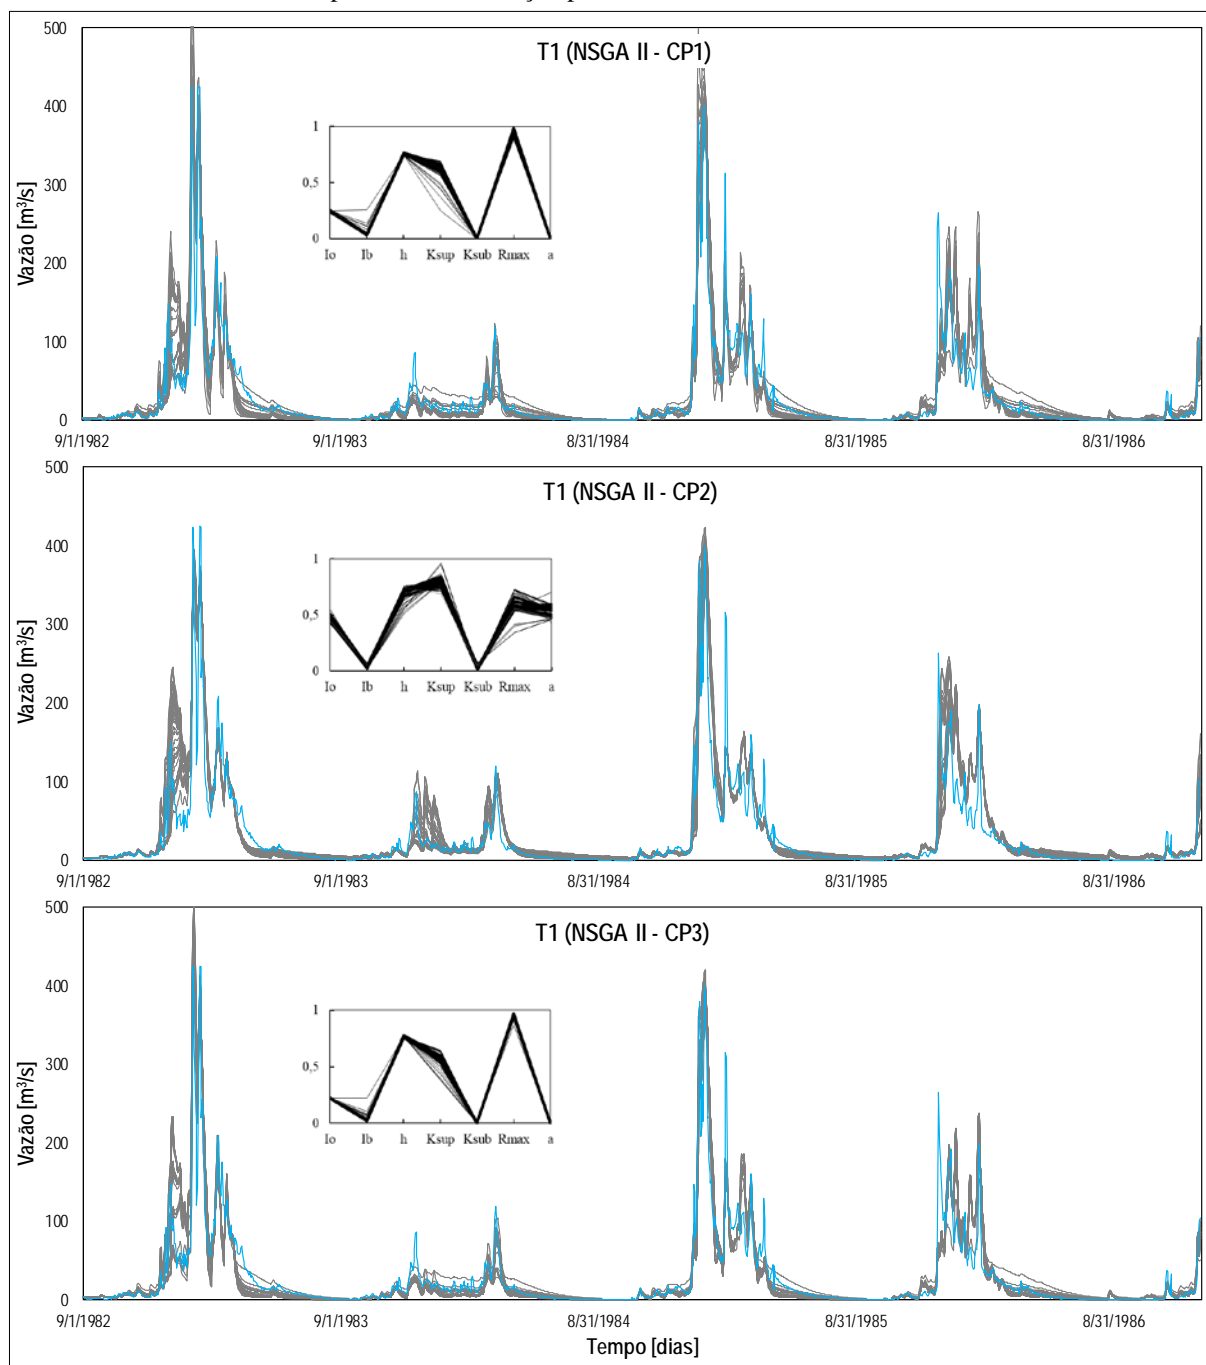 T1 (NSGA II - CP1)
Vazão [m³/s]
500
400
300
200
100
0
1
0,5
0
Io Ib h Ksup Ksub Rmax a
9/1/1982 9/1/1983 8/31/1984 8/31/1985 8/31/1986
T1 (NSGA II - CP2)
Vazão [m³/s]
500
400
300
200
100
0
1
0,5
0
Io Ib h Ksup Ksub Rmax a
9/1/1982 9/1/1983 8/31/1984 8/31/1985 8/31/1986
T1 (NSGA II - CP3)
Vazão [m³/s]
500
400
300
200
100
0
1
0,5
0
Io Ib h Ksup Ksub Rmax a
9/1/1982 9/1/1983 8/31/1984 8/31/1985 8/31/1986
Tempo [dias]